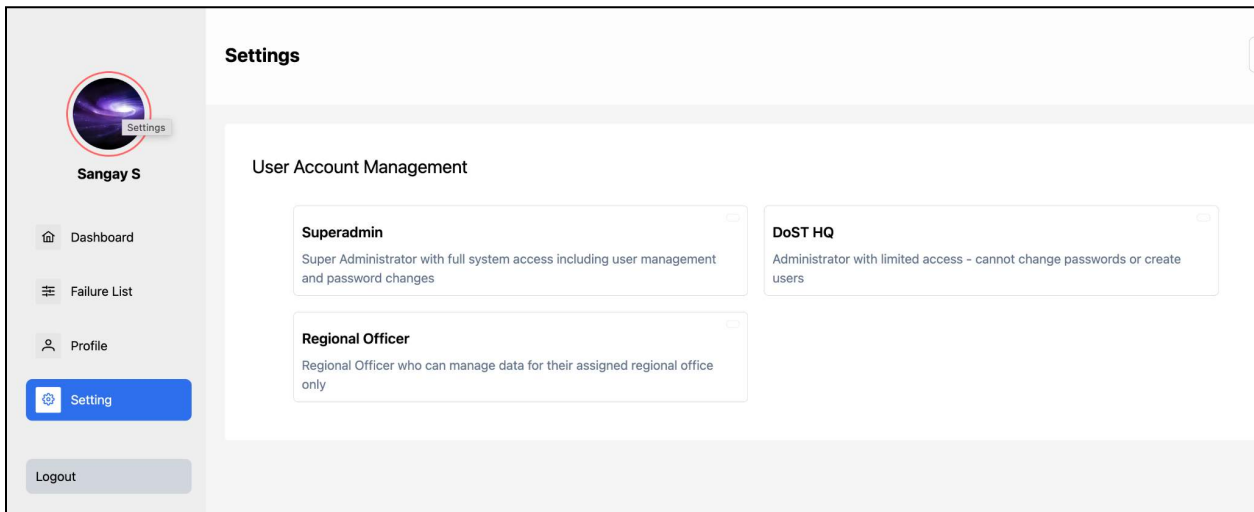 Settings
Settings
Sangay S
Dashboard
Failure List
Profile
Setting
Logout
User Account Management
Superadmin
Super Administrator with full system access including user management
and password changes
DoST HQ
Administrator with limited access - cannot change passwords or create
users
Regional Officer
Regional Officer who can manage data for their assigned regional office
only